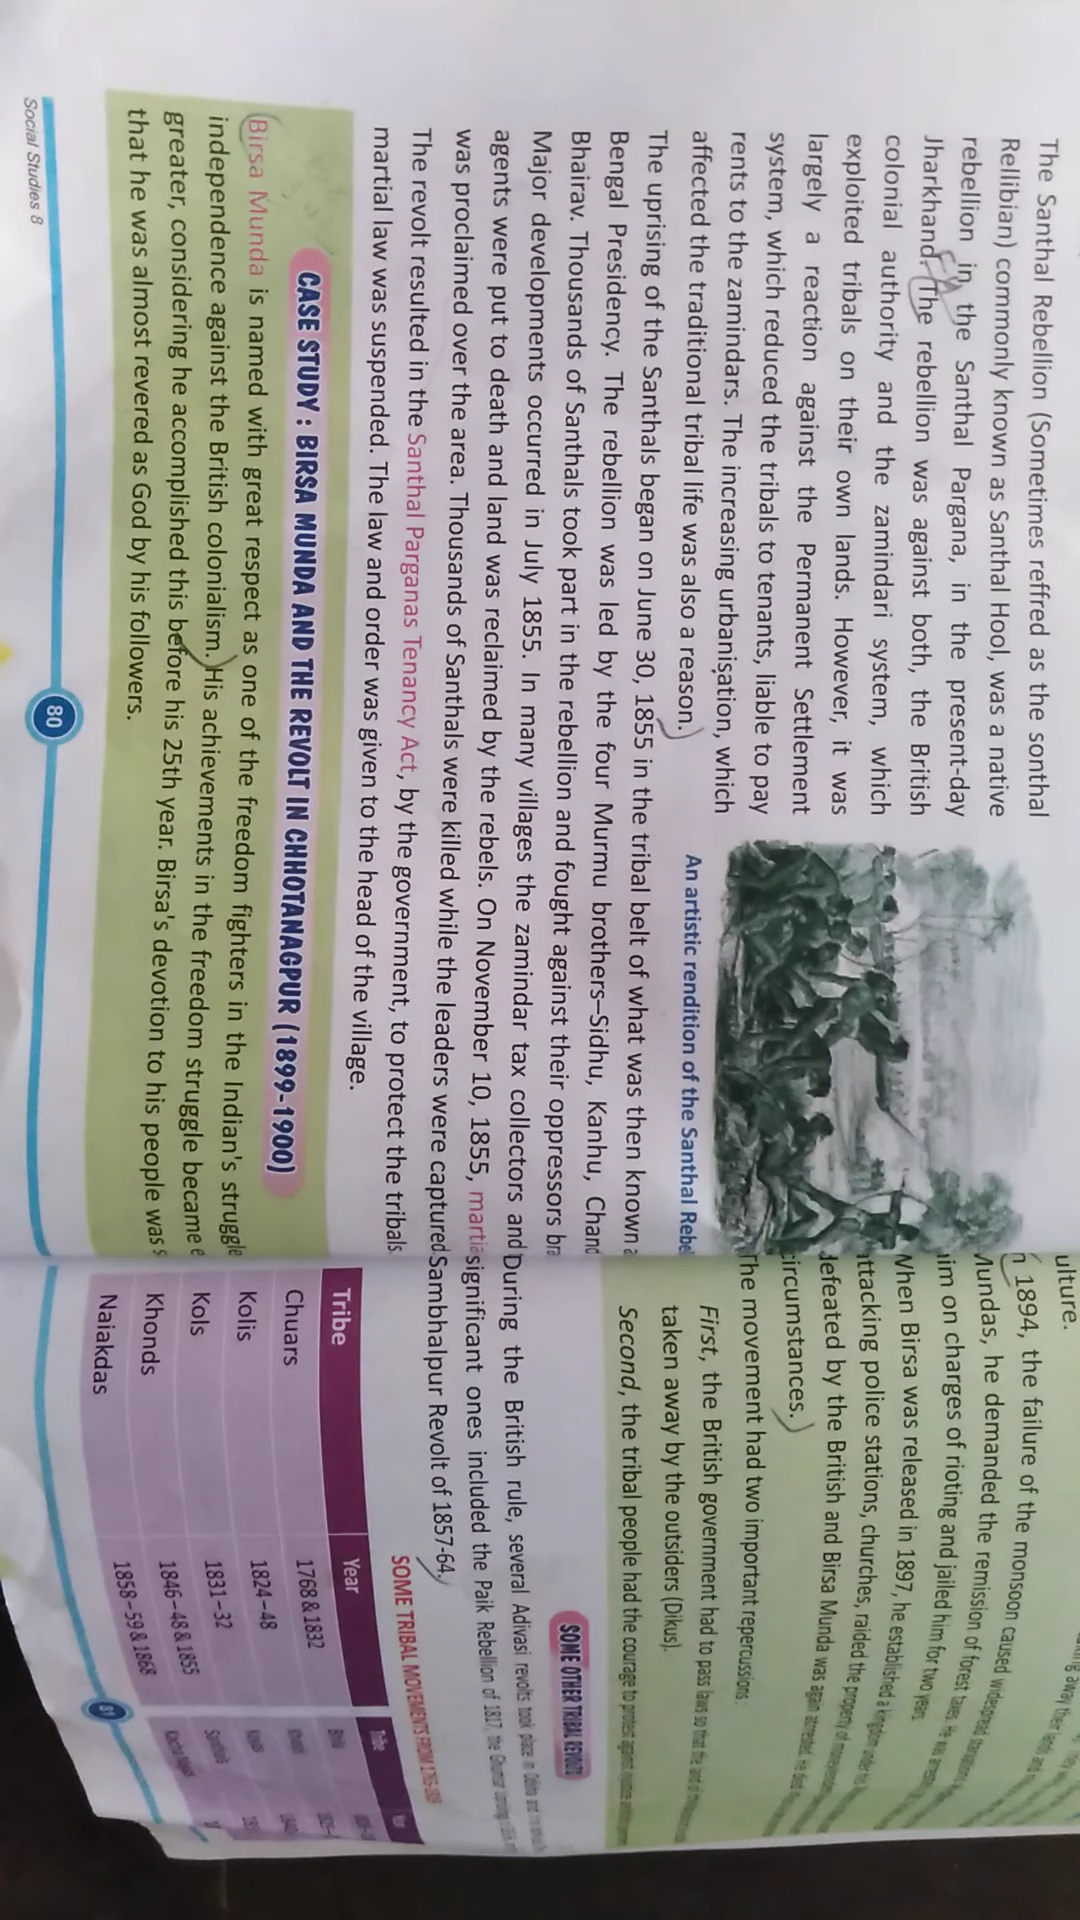 The Santhal Rebellion (Sometimes reffred as the sonthal
Rellibian) commonly known as Santhal Hool, was a native
rebellion in the Santhal Pargana, in the present-day
Jharkhand. The rebellion was against both, the British
colonial authority and the zamindari system, which
exploited tribals on their own lands. However, it was
largely a reaction against the Permanent Settlement
system, which reduced the tribals to tenants, liable to pay
rents to the zamindars. The increasing urbanisation, which
affected the traditional tribal life was also a reason.
An artistic rendition of the Santhal Rebe
The uprising of the Santhals began on June 30, 1855 in the tribal belt of what was then known
Bengal Presidency. The rebellion was led by the four Murmu brothers–Sidhu, Kanhu, Chand
Bhairav. Thousands of Santhals took part in the rebellion and fought against their oppressors bra
Major developments occurred in July 1855. In many villages the zamindar tax collectors and
agents were put to death and land was reclaimed by the rebels. On November 10, 1855, martia
was proclaimed over the area. Thousands of Santhals were killed while the leaders were captured
The revolt resulted in the Santhal Parganas Tenancy Act, by the government, to protect the tribals
martial law was suspended. The law and order was given to the head of the village.
CASE STUDY : BIRSA MUNDA AND THE REVOLT IN CHHOTANAGPUR (1899-1900)
Birsa Munda is named with great respect as one of the freedom fighters in the Indian's struggle
independence against the British colonialism. His achievements in the freedom struggle became e
greater, considering he accomplished this before his 25th year. Birsa's devotion to his people was s
that he was almost revered as God by his followers.
Social Studies 8
80
away their lands and
ulture.
n 1894, the failure of the monsoon caused widespread
Mundas, he demanded the remission of forest taxes. He was
him on charges of rioting and jailed him for two years.
When Birsa was released in 1897, he established a kingdom under
attacking police stations, churches, raided the property of
defeated by the British and Birsa Munda was again arrested. He died
circumstances.
The movement had two important repercussions:
First, the British government had to pass laws so that the land of
taken away by the outsiders (Dikus).
Second, the tribal people had the courage to protest against
SOME OTHER TRIBAL REVOLTS
During the British rule, several Adivasi revolts took place in
significant ones included the Paik Rebellion of 1817, the
Sambhalpur Revolt of 1857-64.
SOME TRIBAL MOVEMENTS FROM
Tribe Year Tribe
Chuars 1768 & 1832
Kolis 1824–48
Kols 1831–32
Khonds 1846–48 & 1855
Naiakdas 1858–59 & 1868
81